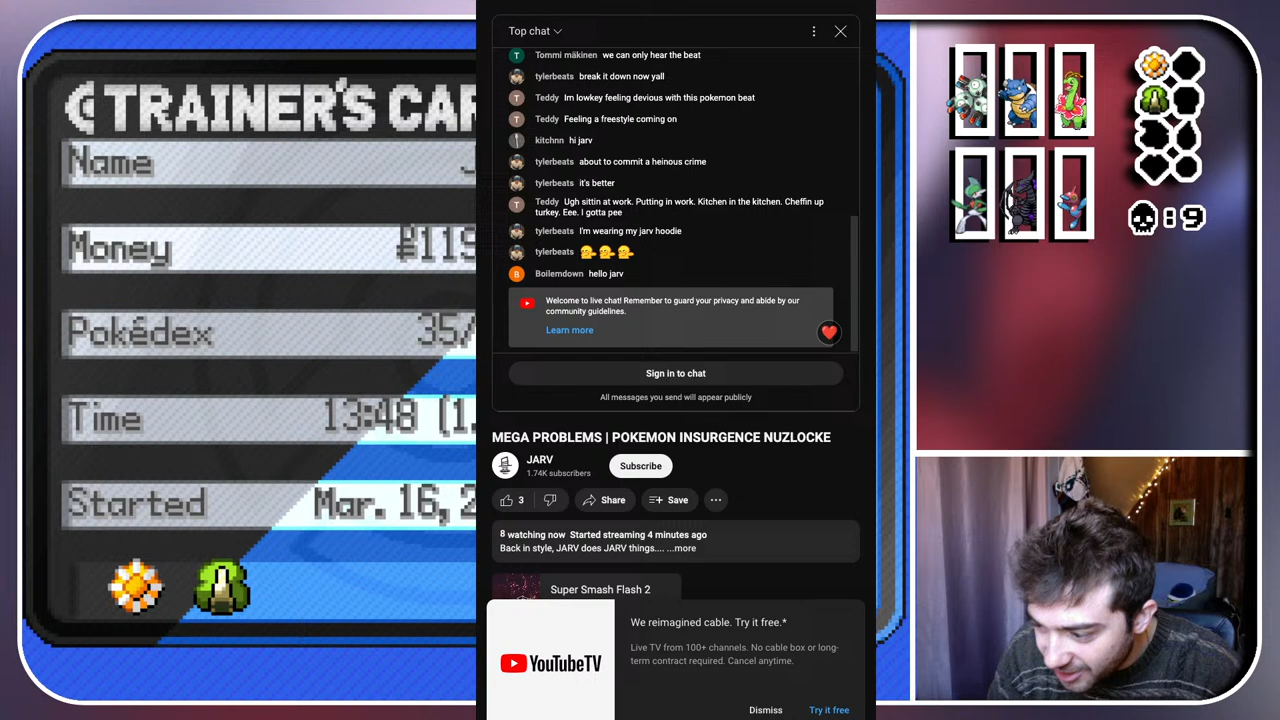 TRAINER'S CAR
Name J
Money ₽119
Pokédex 35/
Time 13:48 (1.
Started Mar. 16, 2
Top chat
Tommi mäkinen we can only hear the beat
tylerbeats break it down now yall
Teddy Im lowkey feeling devious with this pokemon beat
Teddy Feeling a freestyle coming on
kitchnn hi jarv
tylerbeats about to commit a heinous crime
tylerbeats it's better
Teddy Ugh sittin at work. Putting in work. Kitchen in the kitchen. Cheffin up
turkey. Eee. I gotta pee
tylerbeats I'm wearing my jarv hoodie
tylerbeats
Boilemdown hello jarv
Welcome to live chat! Remember to guard your privacy and abide by our
community guidelines.
Learn more
Sign in to chat
All messages you send will appear publicly
MEGA PROBLEMS | POKEMON INSURGENCE NUZLOCKE
JARV
1.74K subscribers
Subscribe
3 Share Save
8 watching now Started streaming 4 minutes ago
Back in style, JARV does JARV things.... ...more
Super Smash Flash 2
We reimagined cable. Try it free.*
Live TV from 100+ channels. No cable box or long-
term contract required. Cancel anytime.
YouTubeTV
Dismiss Try it free
:9